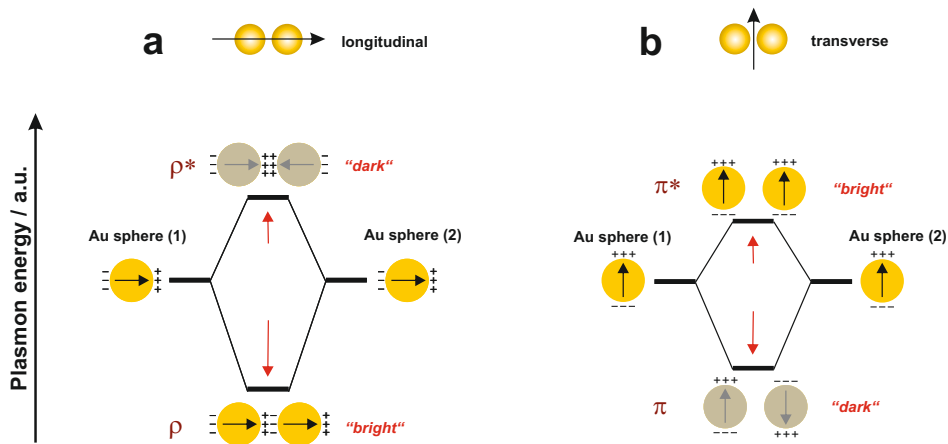 a
longitudinal
b
transverse
Plasmon energy / a.u.
ρ*
− − −
++ ++ ++
− − −
“dark“
Au sphere (1)
− − −
+ + +
Au sphere (2)
− − −
+ + +
ρ
− − −
+− +− +−
+ + +
“bright“
π*
+++ +++
−−− −−−
“bright“
Au sphere (1)
+++
−−−
Au sphere (2)
+++
−−−
π
+++ −−−
−−− +++
“dark“